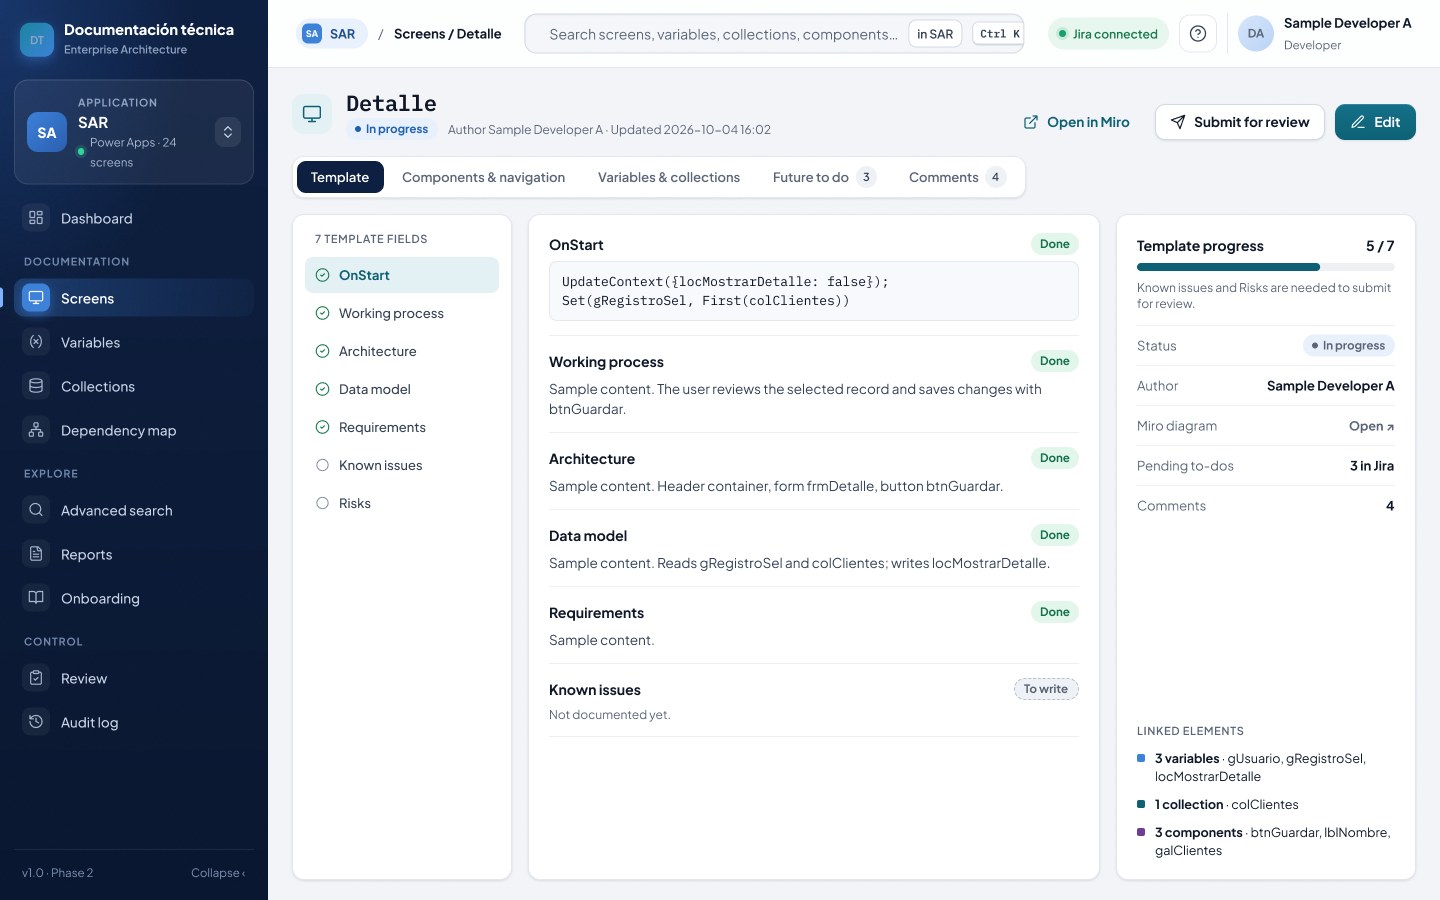 DT
Documentación técnica
Enterprise Architecture
APPLICATION
SA
SAR
Power Apps · 24
screens
Dashboard
DOCUMENTATION
Screens
Variables
Collections
Dependency map
EXPLORE
Advanced search
Reports
Onboarding
CONTROL
Review
Audit log
v1.0 · Phase 2
Collapse ‹
SA SAR / Screens / Detalle
Search screens, variables, collections, components... in SAR Ctrl K
Jira connected
DA
Sample Developer A
Developer
Detalle
In progress
Author Sample Developer A · Updated 2026-10-04 16:02
Open in Miro
Submit for review
Edit
Template
Components & navigation
Variables & collections
Future to do 3
Comments 4
7 TEMPLATE FIELDS
OnStart
Working process
Architecture
Data model
Requirements
Known issues
Risks
OnStart Done
UpdateContext({locMostrarDetalle: false});
Set(gRegistroSel, First(colClientes))
Working process Done
Sample content. The user reviews the selected record and saves changes with
btnGuardar.
Architecture Done
Sample content. Header container, form frmDetalle, button btnGuardar.
Data model Done
Sample content. Reads gRegistroSel and colClientes; writes locMostrarDetalle.
Requirements Done
Sample content.
Known issues To write
Not documented yet.
Template progress 5 / 7
Known issues and Risks are needed to submit
for review.
Status In progress
Author Sample Developer A
Miro diagram Open ↗
Pending to-dos 3 in Jira
Comments 4
LINKED ELEMENTS
3 variables · gUsuario, gRegistroSel,
locMostrarDetalle
1 collection · colClientes
3 components · btnGuardar, lblNombre,
galClientes